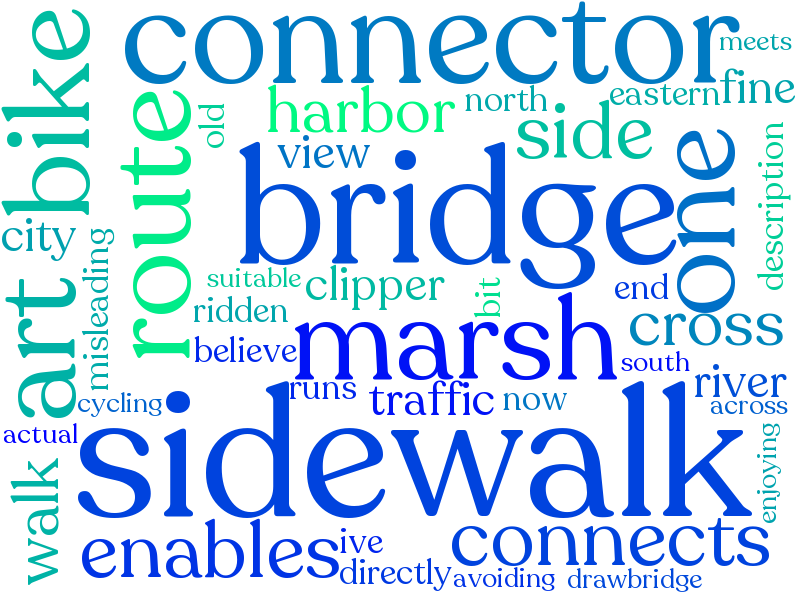 connector
meets
bike
old
route
harbor
north
eastern
fine
side
view
one
description
bridge
city
misleading
suitable
clipper
bit
end
art
ridden
cross
believe
marsh
south
river
runs
traffic
now
across
cycling
actual
sidewalk
enjoying
walk
enables
ive
connects
directly
avoiding
drawbridge